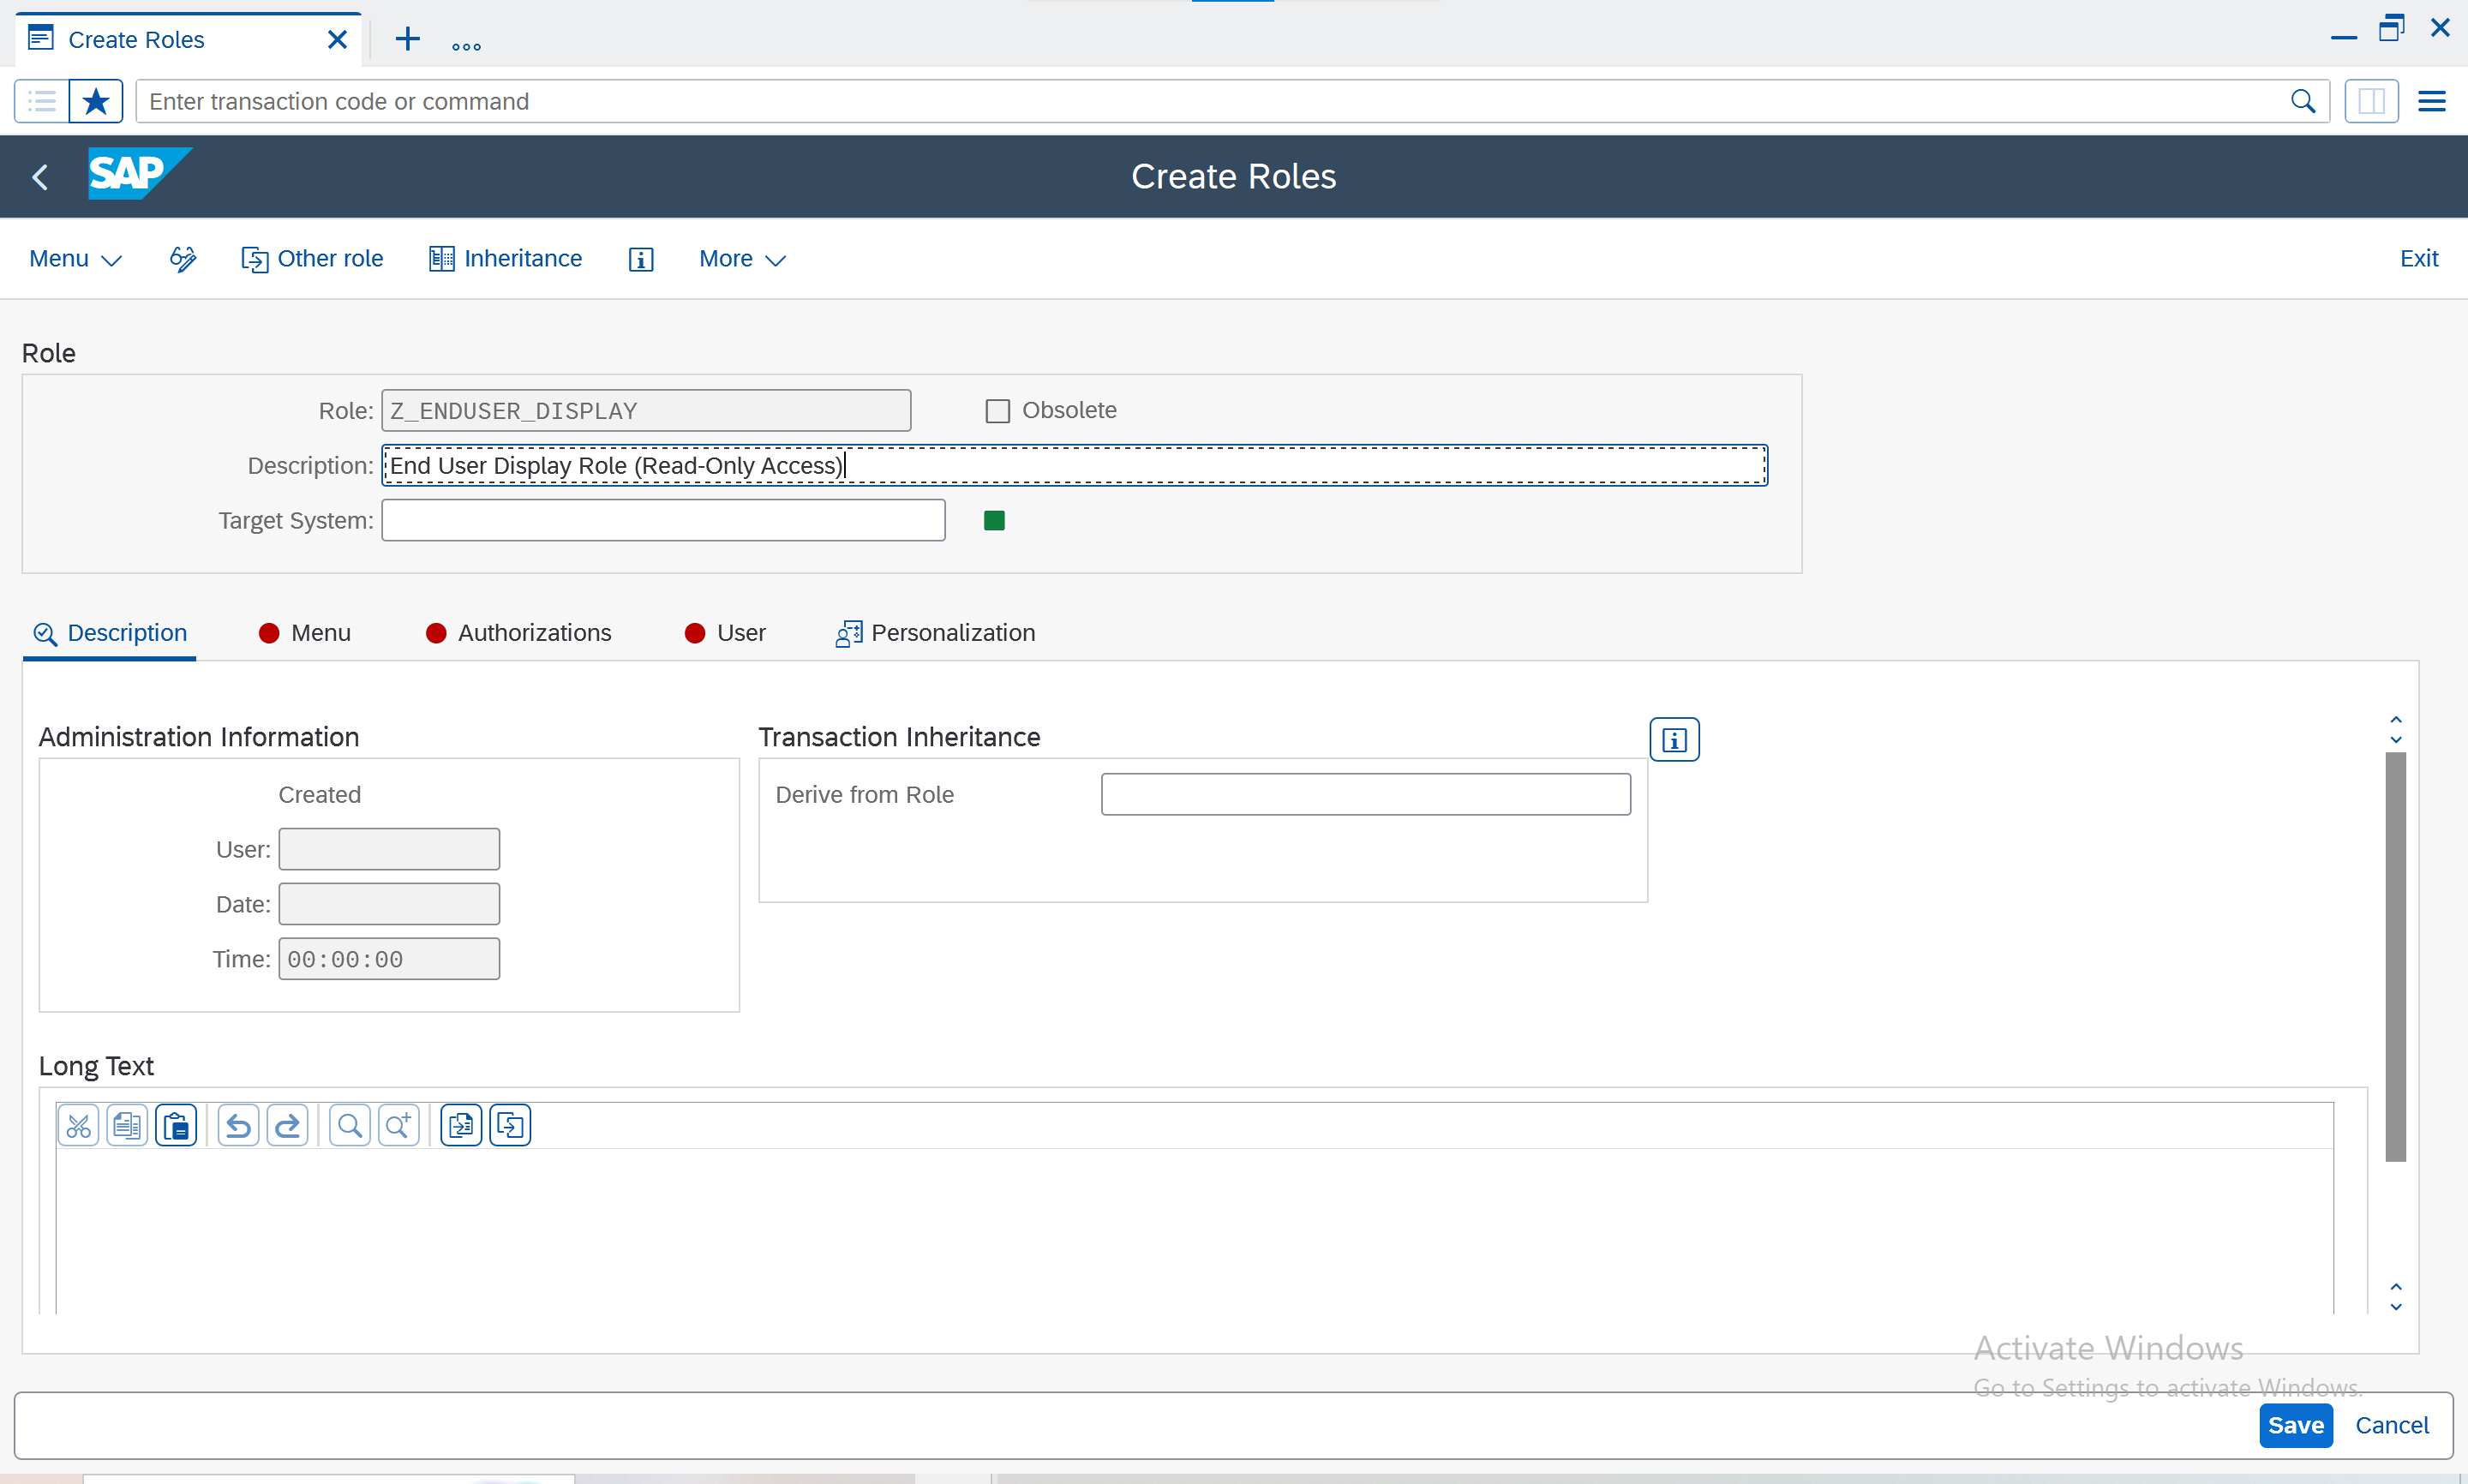 Create Roles
Enter transaction code or command
SAP
Create Roles
Menu
Other role
Inheritance
More
Exit
Role
Role: Z_ENDUSER_DISPLAY
Obsolete
Description: End User Display Role (Read-Only Access)
Target System:
Description
Menu
Authorizations
User
Personalization
Administration Information
Transaction Inheritance
Created
Derive from Role
User:
Date:
Time: 00:00:00
Long Text
Activate Windows
Go to Settings to activate Windows.
Save
Cancel